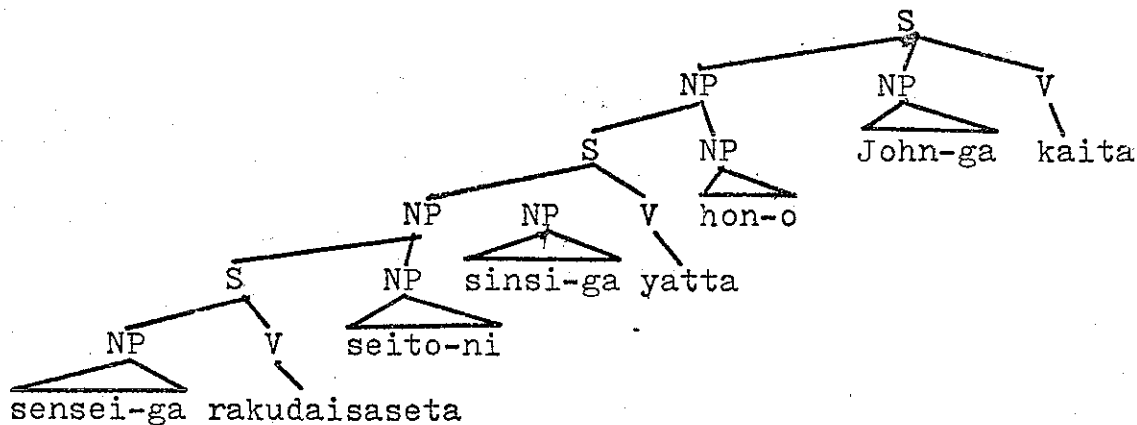 S
NP NP V
John-ga kaita
S NP
hon-o
NP NP V
sinsi-ga yatta
S NP
seito-ni
NP V
sensei-ga rakudaisaseta